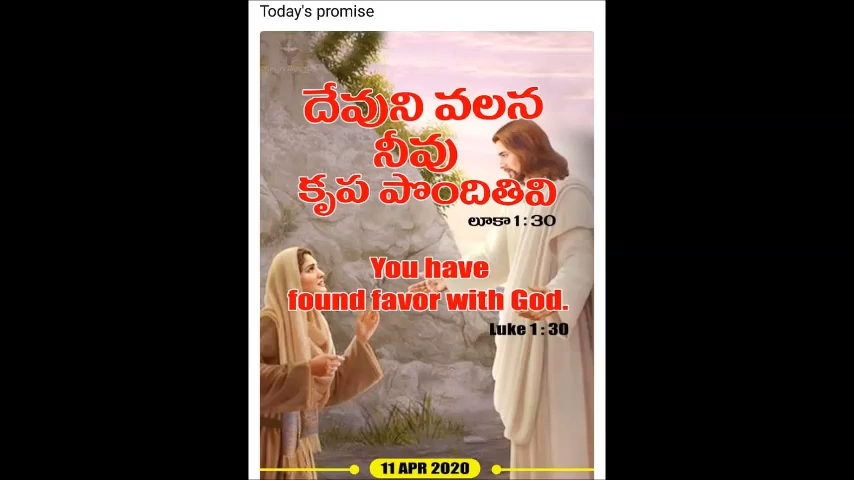 Today's promise
దేవుని వలన
నీవు
కృప పొందితివి
లూకా 1 : 30
You have
found favor with God.
Luke 1 : 30
11 APR 2020